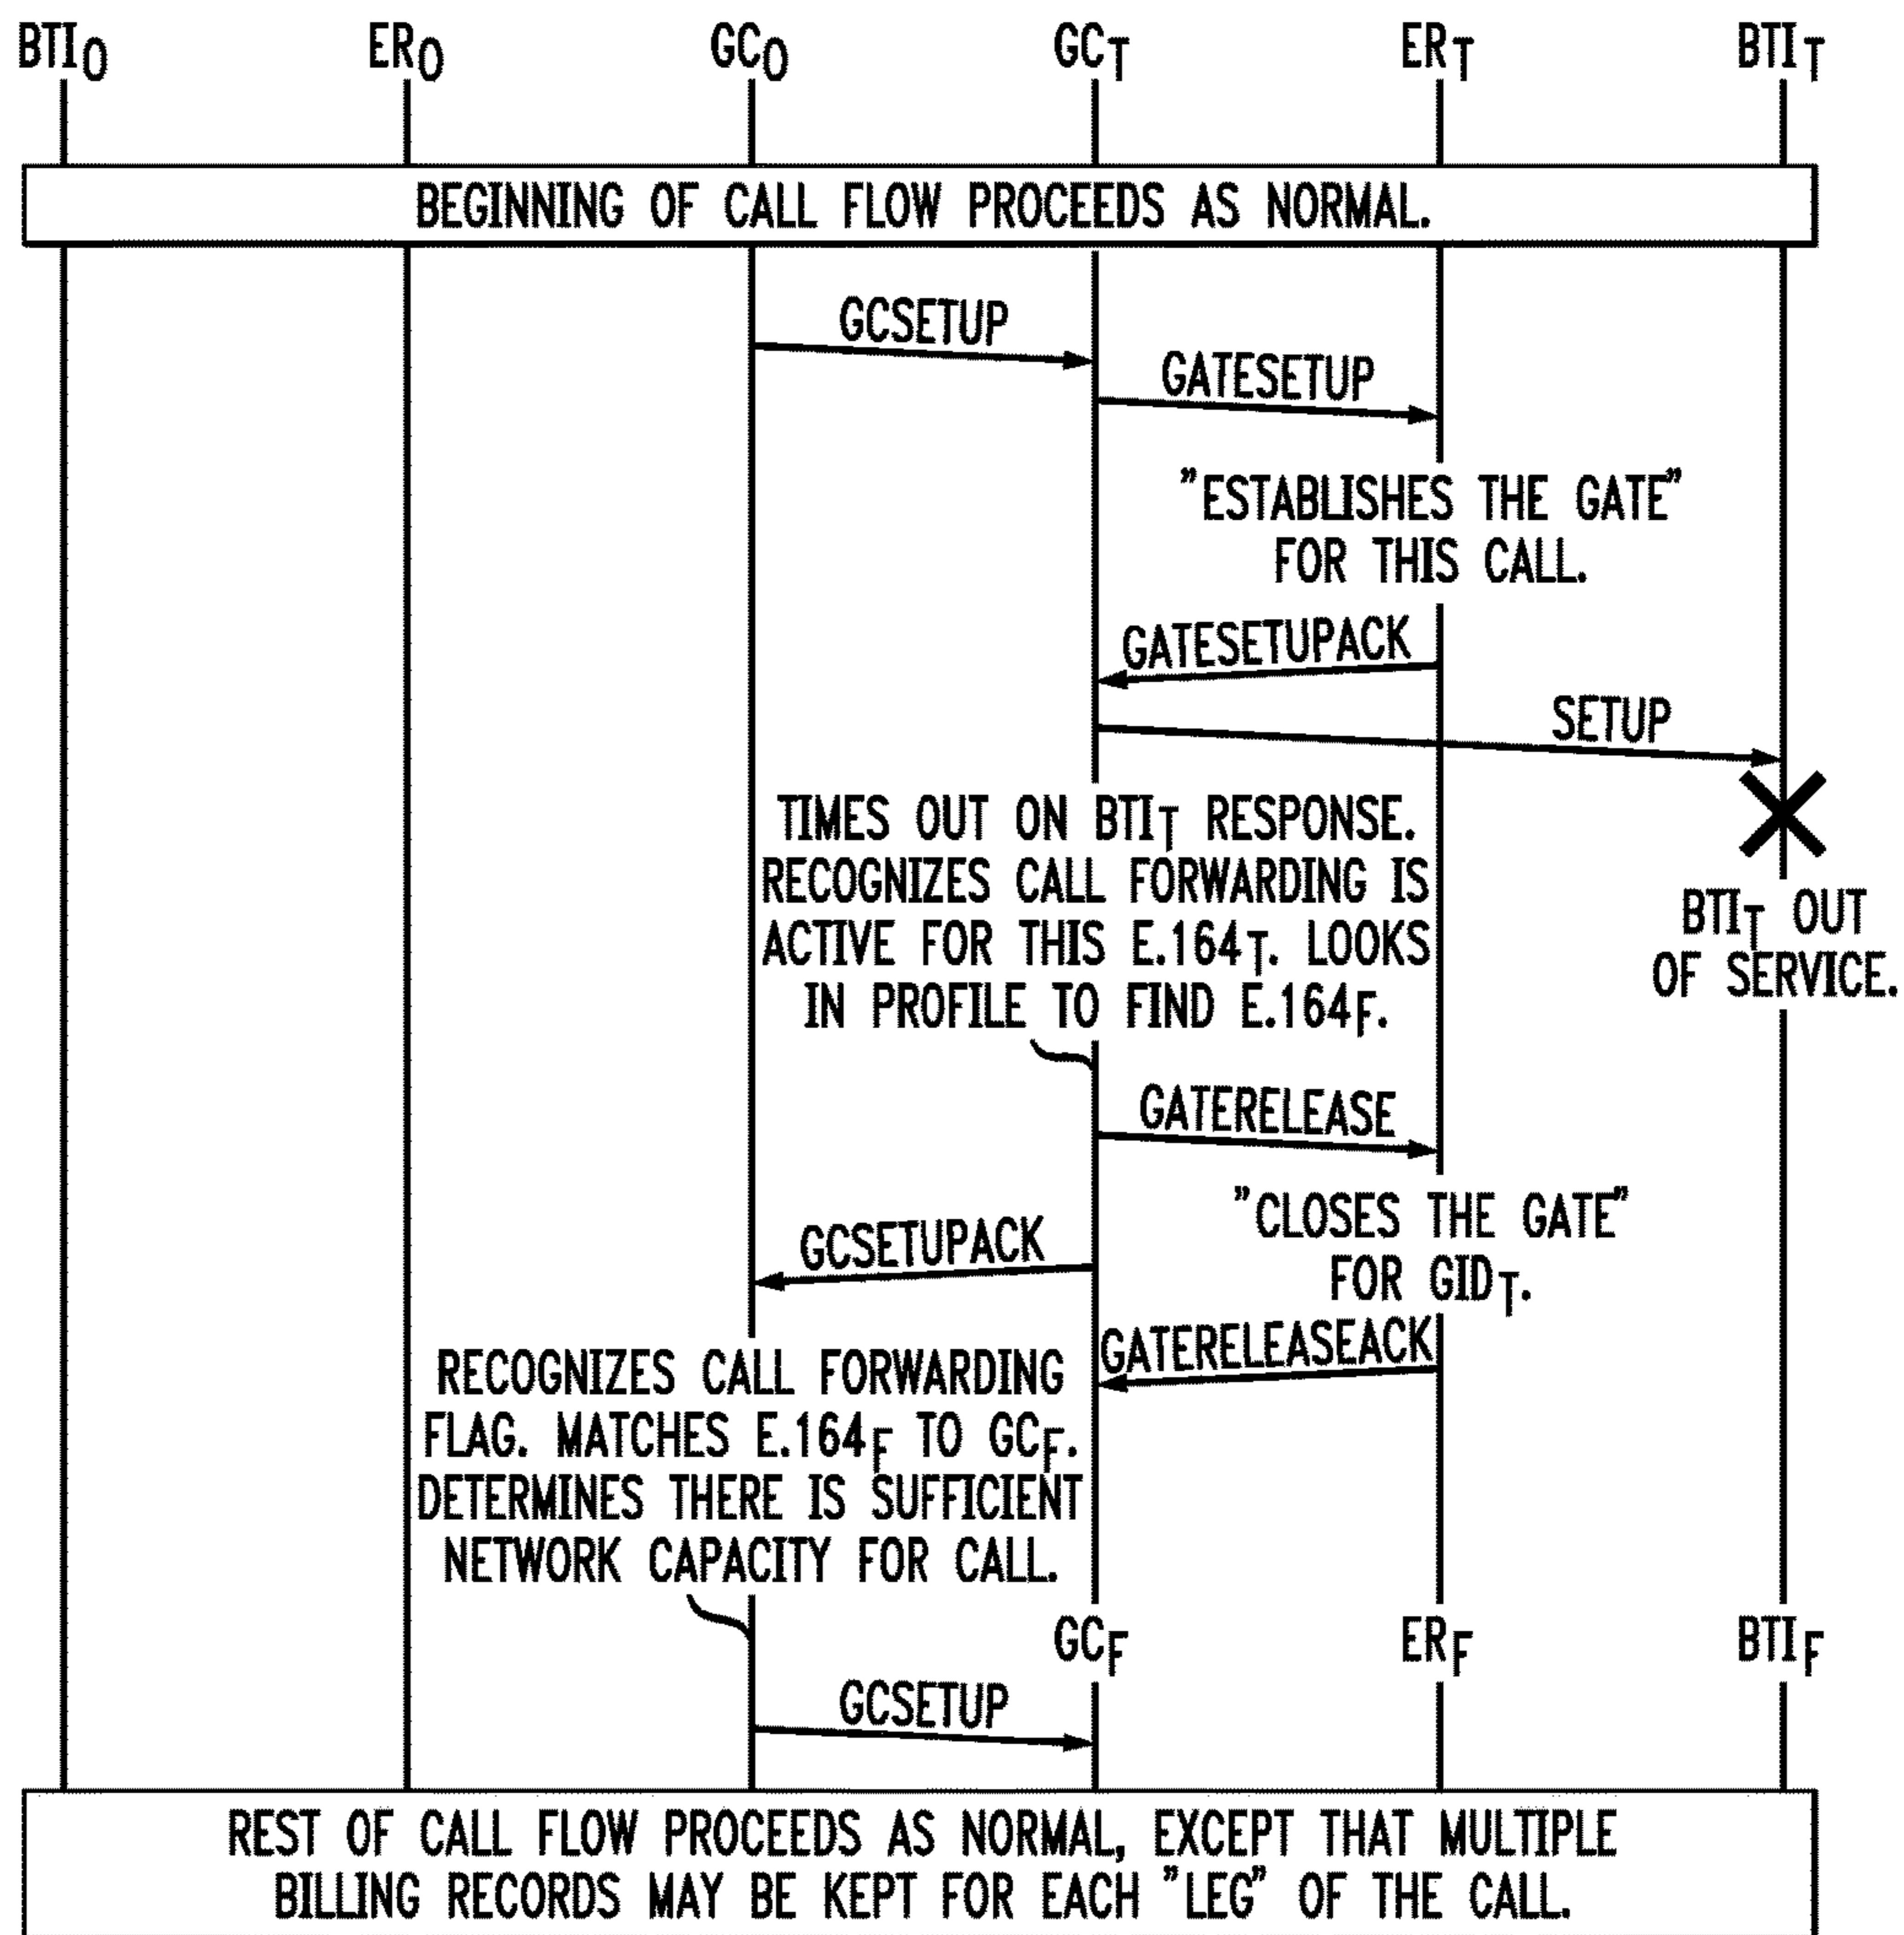 BTIO ERO GCO GCT ERT BTIT
BEGINNING OF CALL FLOW PROCEEDS AS NORMAL.
GCSETUP
GATESETUP
"ESTABLISHES THE GATE"
FOR THIS CALL.
GATESETUPACK
SETUP
TIMES OUT ON BTIT RESPONSE.
RECOGNIZES CALL FORWARDING IS
ACTIVE FOR THIS E.164T. LOOKS
IN PROFILE TO FIND E.164F.
BTIT OUT
OF SERVICE.
GATERELEASE
"CLOSES THE GATE"
FOR GIDT.
GCSETUPACK
GATERELEASEACK
RECOGNIZES CALL FORWARDING
FLAG. MATCHES E.164F TO GCF.
DETERMINES THERE IS SUFFICIENT
NETWORK CAPACITY FOR CALL.
GCF ERF BTIF
GCSETUP
REST OF CALL FLOW PROCEEDS AS NORMAL, EXCEPT THAT MULTIPLE
BILLING RECORDS MAY BE KEPT FOR EACH "LEG" OF THE CALL.